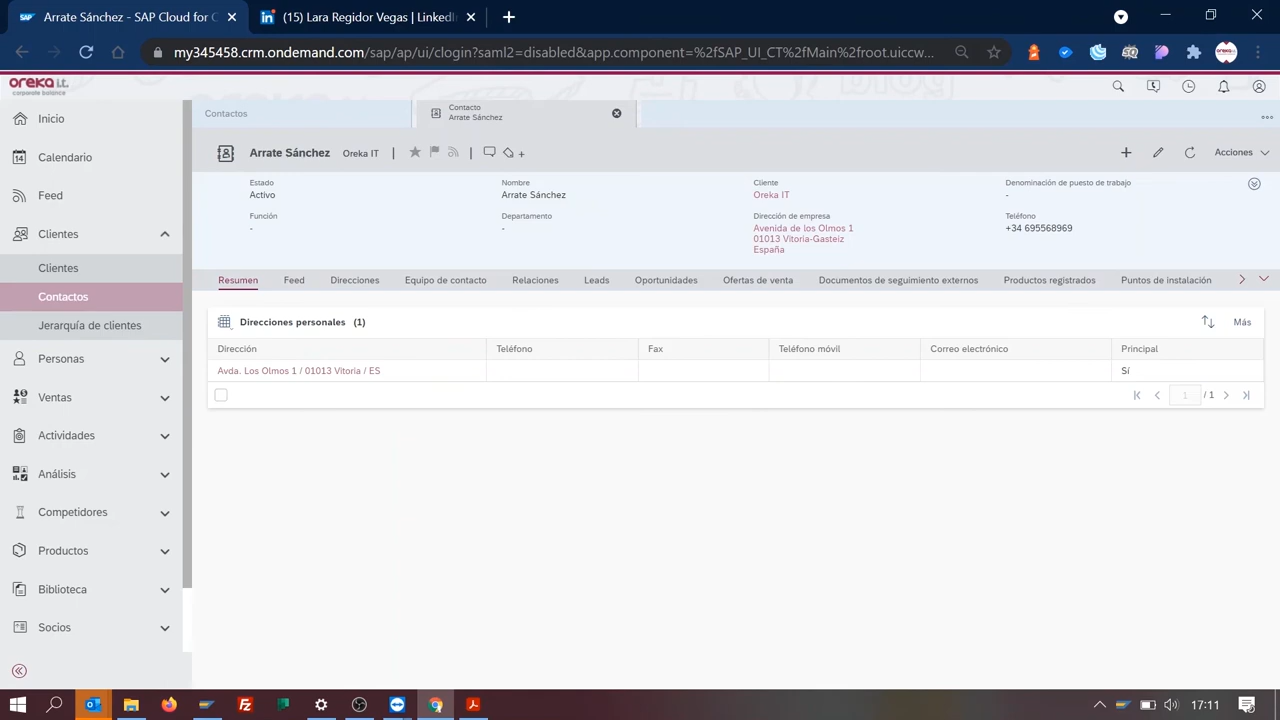 Arrate Sánchez - SAP Cloud for C
(15) Lara Regidor Vegas | LinkedIn
my345458.crm.ondemand.com/sap/ap/ui/clogin?saml2=disabled&app.component=%2fSAP_UI_CT%2fMain%2froot.uiccw...
oreka i.t.
corporate balance
Inicio
Calendario
Feed
Clientes
Clientes
Contactos
Jerarquía de clientes
Personas
Ventas
Actividades
Análisis
Competidores
Productos
Biblioteca
Socios
Contactos
Contacto
Arrate Sánchez
Arrate Sánchez
Oreka IT
Acciones
Estado
Activo
Nombre
Arrate Sánchez
Cliente
Oreka IT
Denominación de puesto de trabajo
-
Función
-
Departamento
-
Dirección de empresa
Avenida de los Olmos 1
01013 Vitoria-Gasteiz
España
Teléfono
+34 695568969
Resumen Feed Direcciones Equipo de contacto Relaciones Leads Oportunidades Ofertas de venta Documentos de seguimiento externos Productos registrados Puntos de instalación
Direcciones personales (1)
Más
Dirección Teléfono Fax Teléfono móvil Correo electrónico Principal
Avda. Los Olmos 1 / 01013 Vitoria / ES Sí
1 / 1
17:11